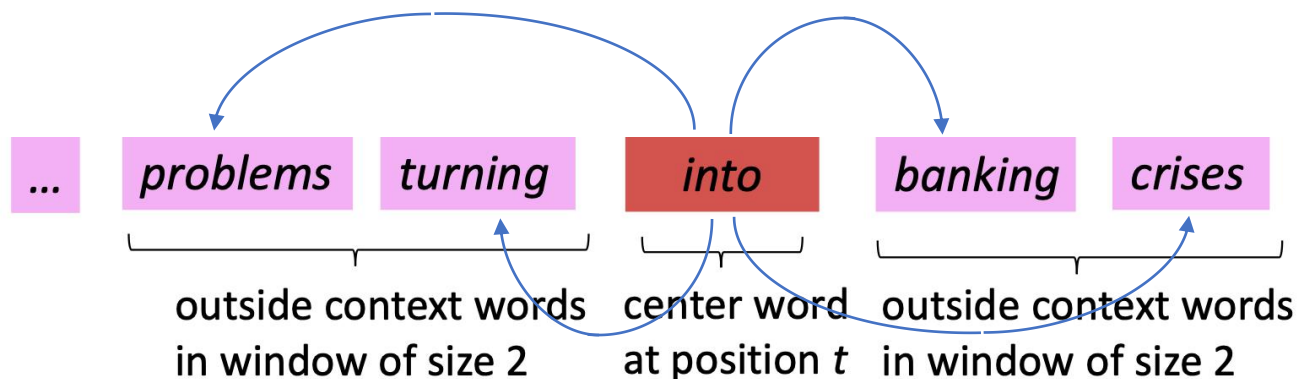 ... problems turning into banking crises
outside context words center word outside context words
in window of size 2 at position t in window of size 2